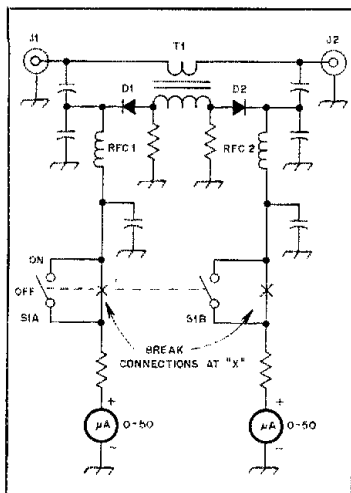 J1
T1
J2
D1
D2
RFC 1
RFC 2
ON
OFF
S1A
S1B
BREAK
CONNECTIONS AT "X"
+
+
μA
0-50
μA
0-50
−
−